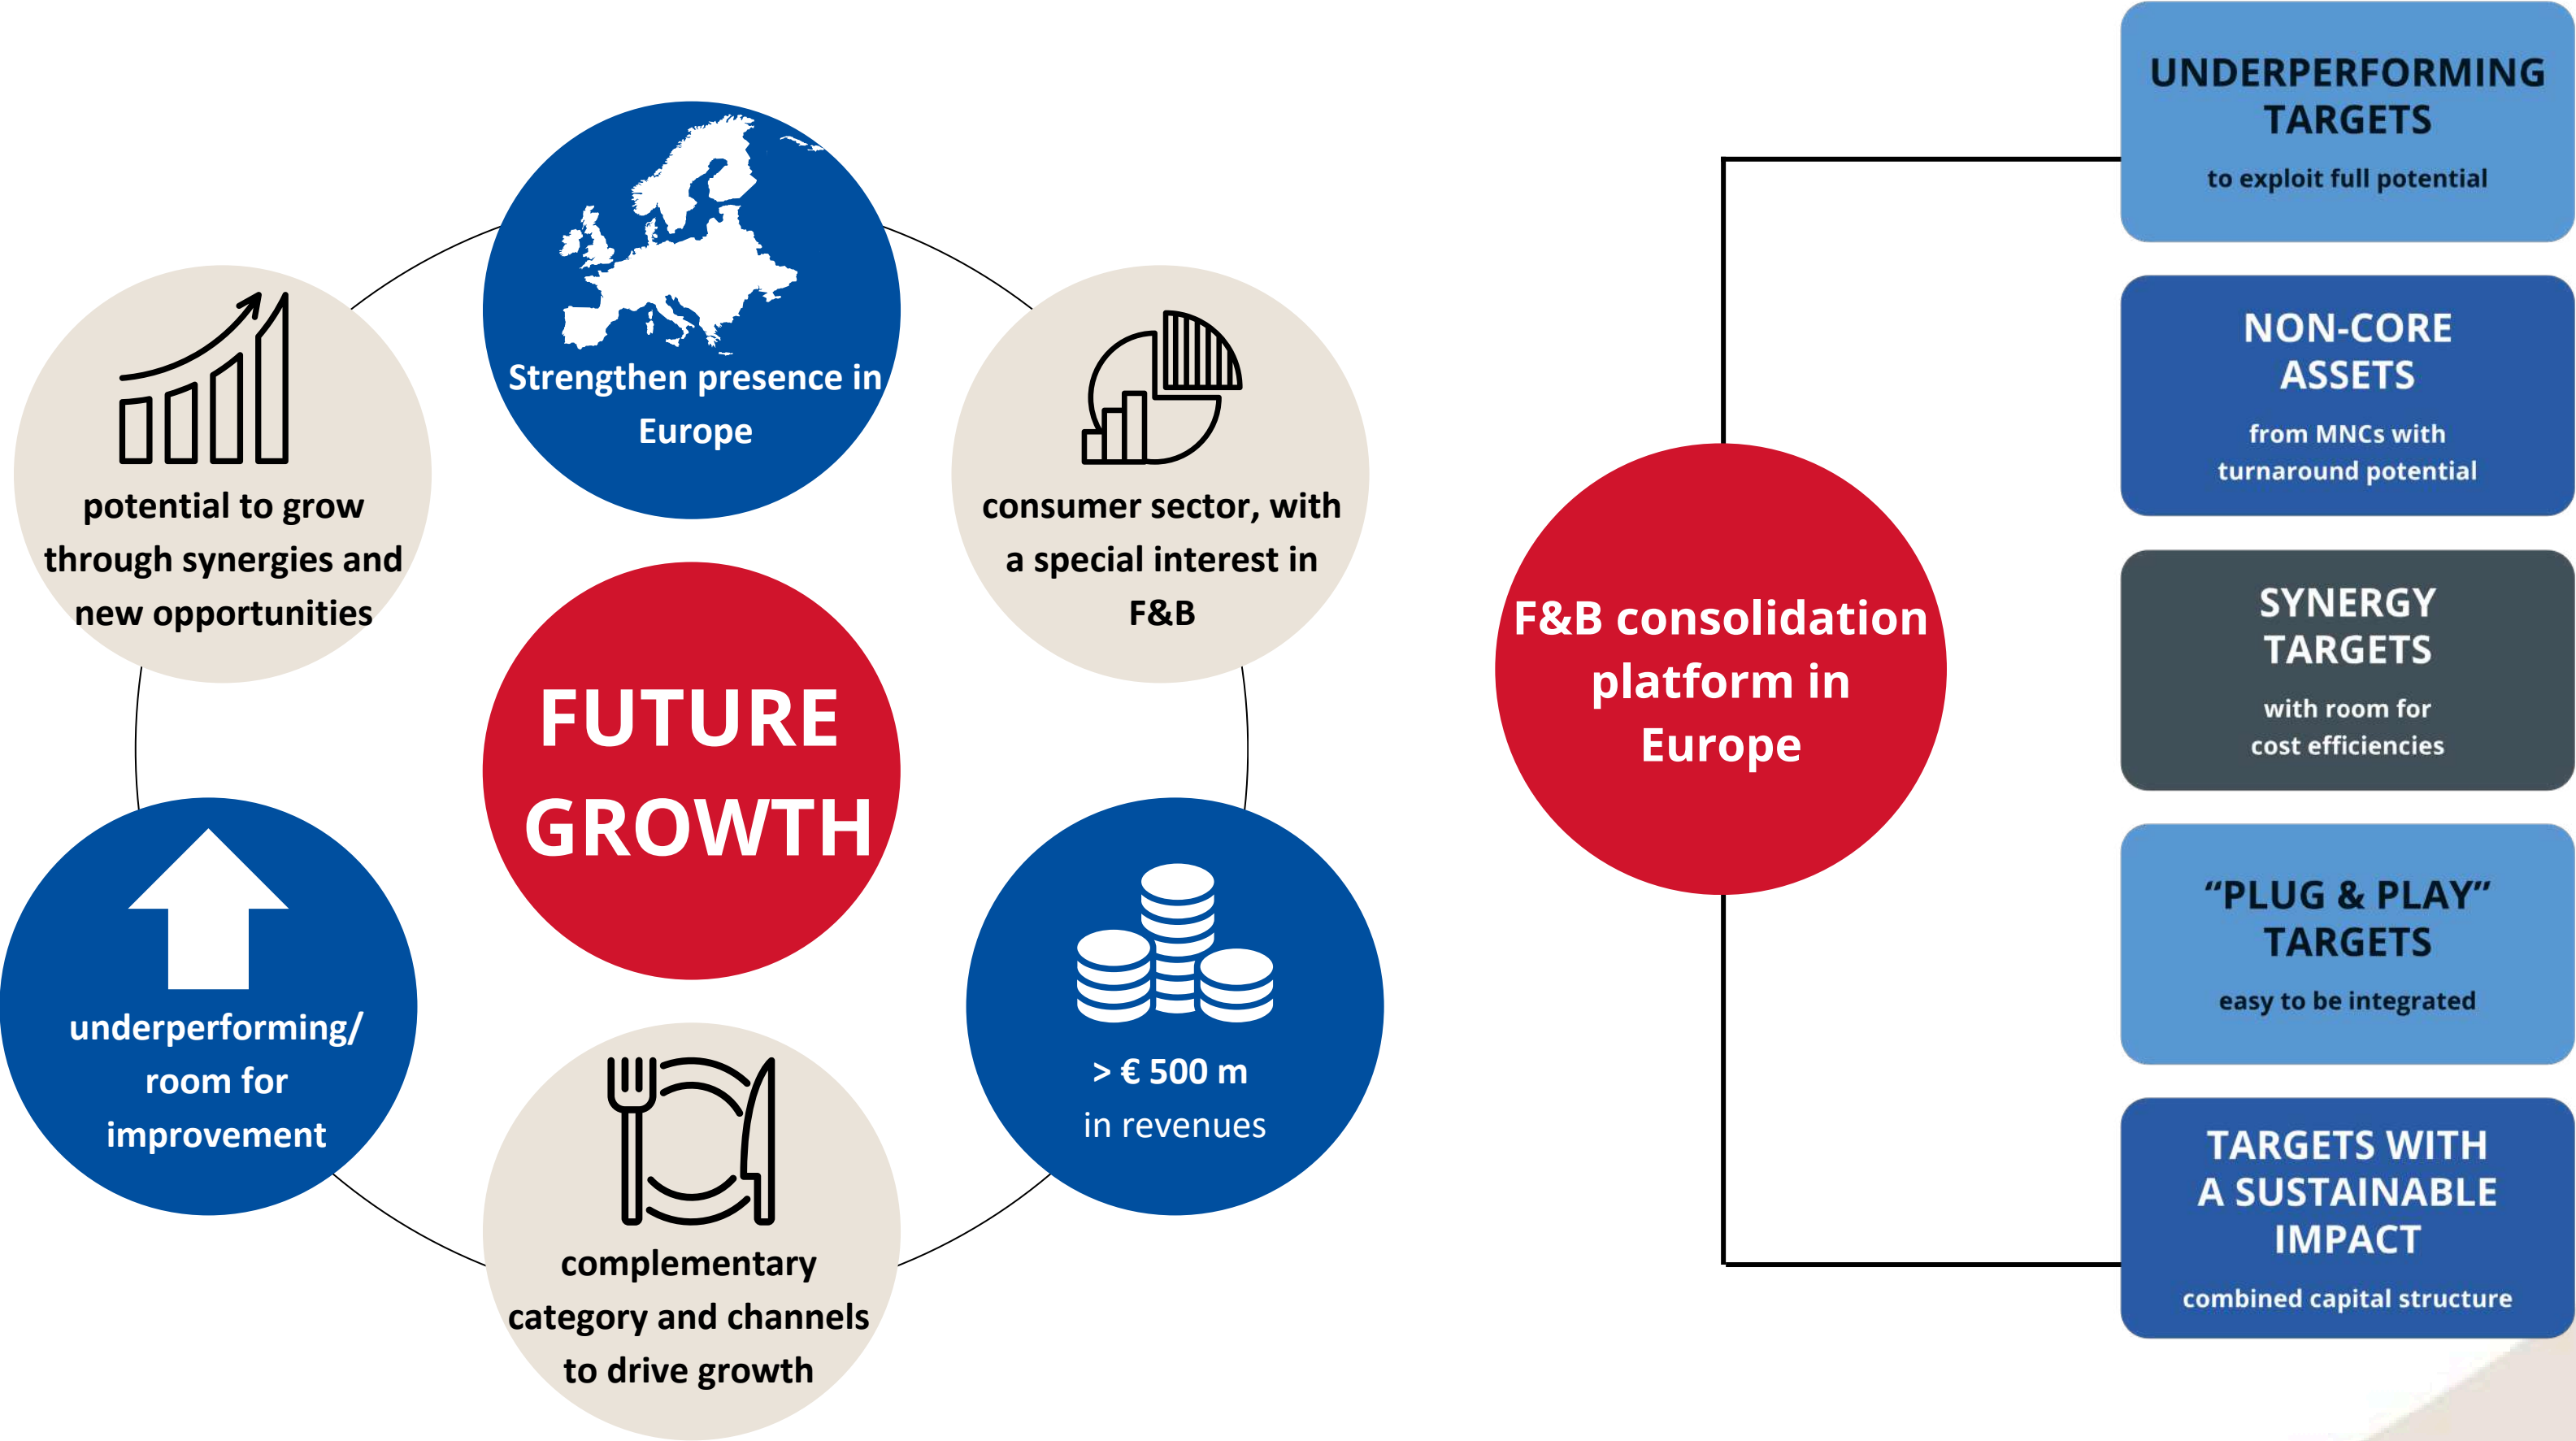 Strengthen presence in
Europe
consumer sector, with
a special interest in
F&B
> € 500 m
in revenues
complementary
category and channels
to drive growth
underperforming/
room for
improvement
potential to grow
through synergies and
new opportunities
FUTURE
GROWTH
F&B consolidation
platform in
Europe
UNDERPERFORMING
TARGETS
to exploit full potential
NON-CORE
ASSETS
from MNCs with
turnaround potential
SYNERGY
TARGETS
with room for
cost efficiencies
“PLUG & PLAY”
TARGETS
easy to be integrated
TARGETS WITH
A SUSTAINABLE
IMPACT
combined capital structure